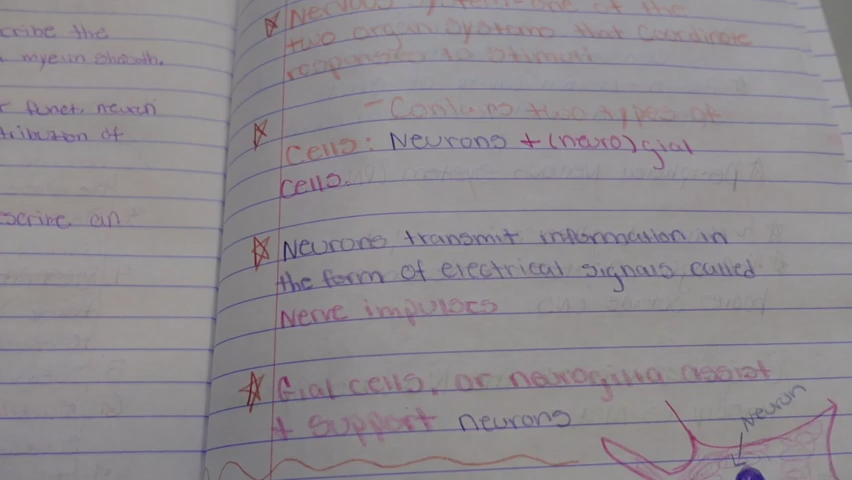 cribe the
myelin sheath.
funct. neuron
tribution of
scribe an
Nervous system-one of the
two organ systems that coordinate
responses to stimuli
- Contains two types of
cells: Neurons + (neuro)glial
cells.
Neurons transmit information in
the form of electrical signals called
Nerve impulses
Glial cells, or neuroglia assist
+ support neurons
Neuron